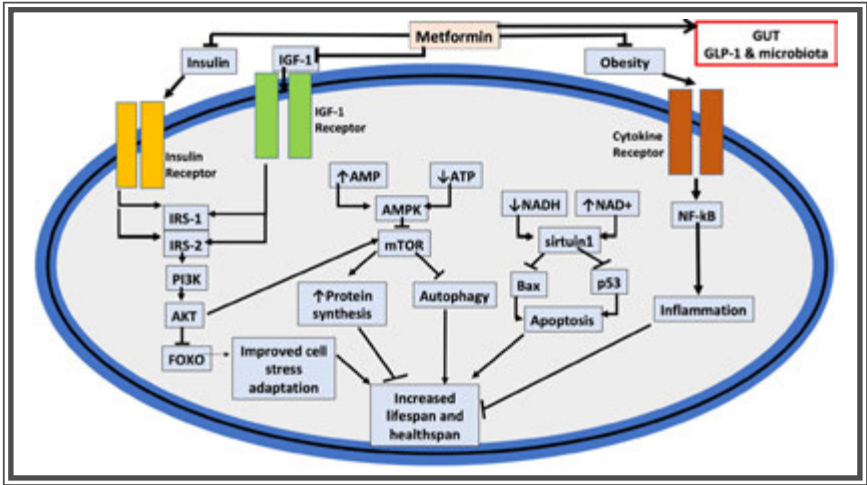 Metformin
GUT
GLP-1 & microbiota
Insulin
IGF-1
Obesity
IGF-1
Receptor
Cytokine
Receptor
Insulin
Receptor
↑AMP
↓ATP
AMPK
mTOR
↓NADH
↑NAD+
sirtuin1
NF-kB
IRS-1
IRS-2
PI3K
AKT
FOXO
↑Protein
synthesis
Autophagy
Bax
p53
Apoptosis
Inflammation
Improved cell
stress
adaptation
Increased
lifespan and
healthspan